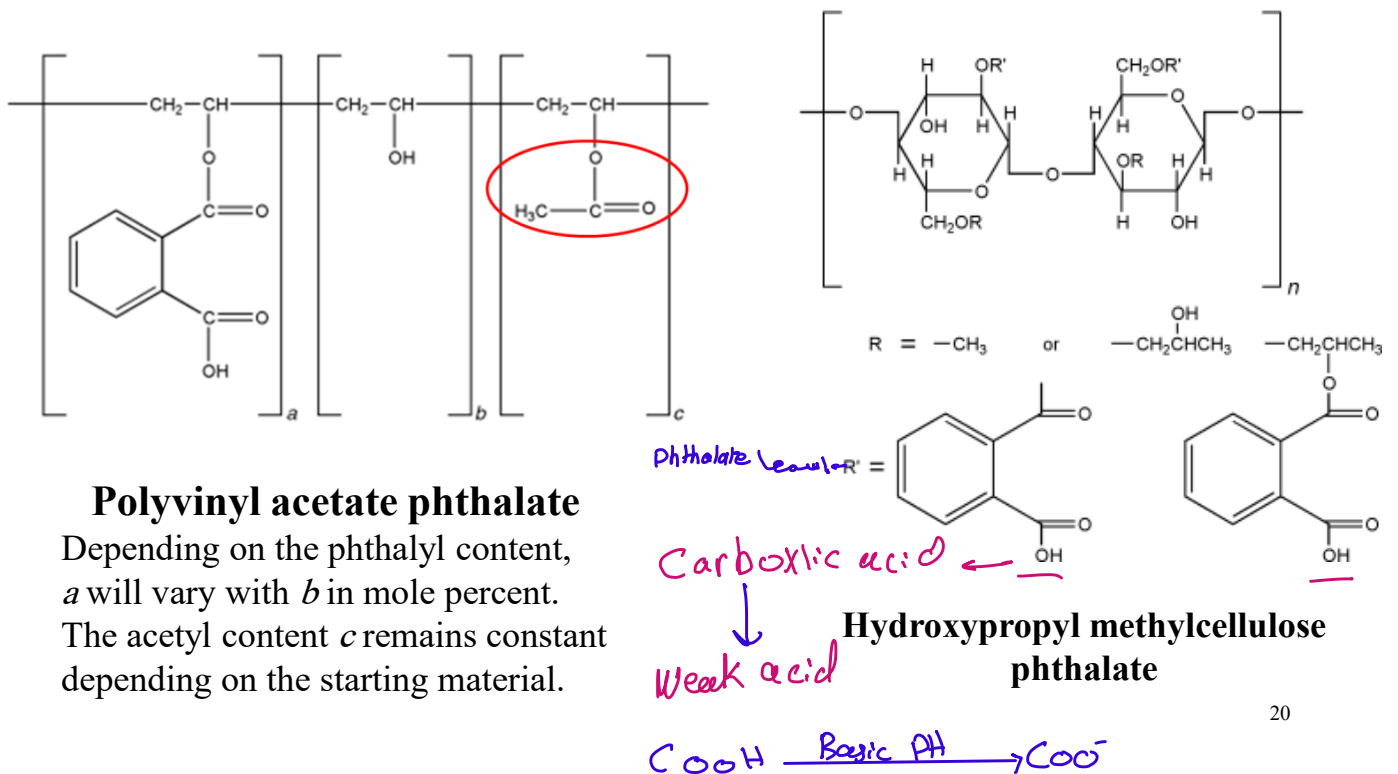 CH₂ CH CH₂ CH CH₂ CH
O OH O
C O H₃C C O
C O
OH
a b c
H OR' CH₂OR'
O OH H H H O H H O
H H OR H H
H O O
CH₂OR H OH
n
OH
R = —CH₃ or —CH₂CHCH₃ —CH₂CHCH₃
O
C O C O
Phthalate R' =
C O C O
OH OH
Polyvinyl acetate phthalate
Depending on the phthalyl content,
a will vary with b in mole percent.
The acetyl content c remains constant
depending on the starting material.
Carboxlic acid ←
Weak acid
Hydroxypropyl methylcellulose
phthalate
20
COOH Basic PH → COO⁻